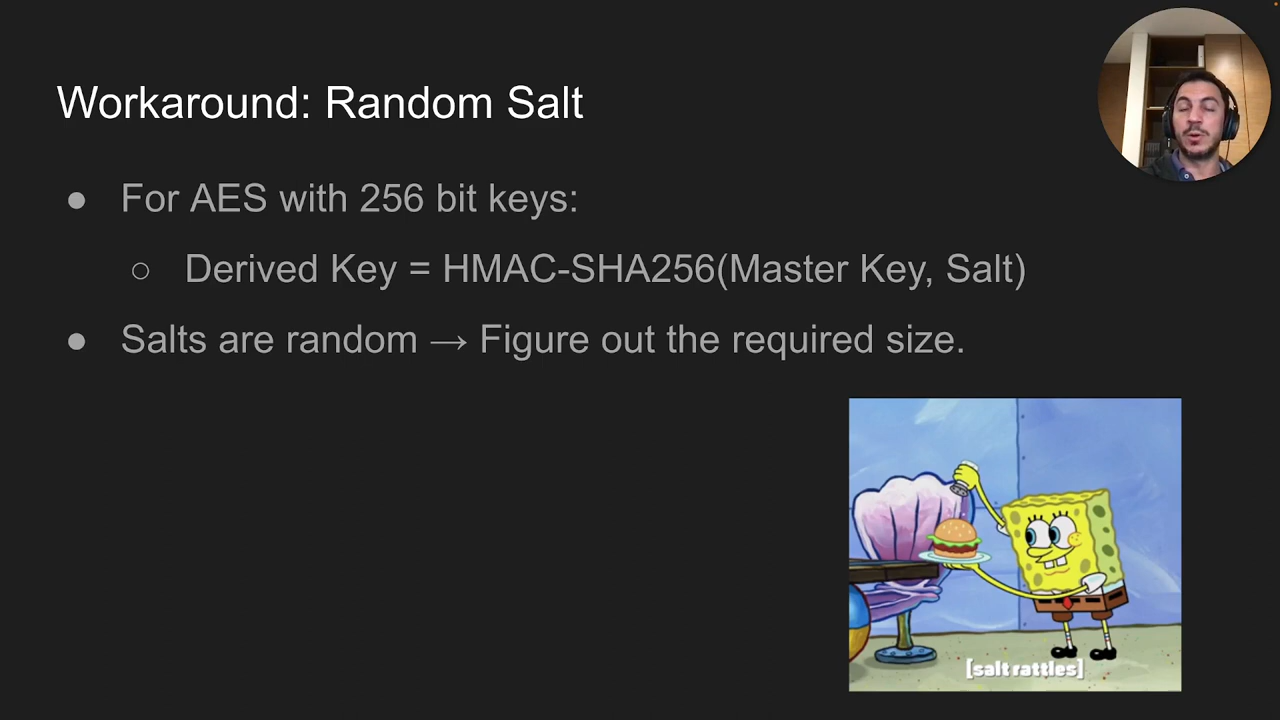 Workaround: Random Salt
● For AES with 256 bit keys:
○ Derived Key = HMAC-SHA256(Master Key, Salt)
● Salts are random → Figure out the required size.
[salt rattles]